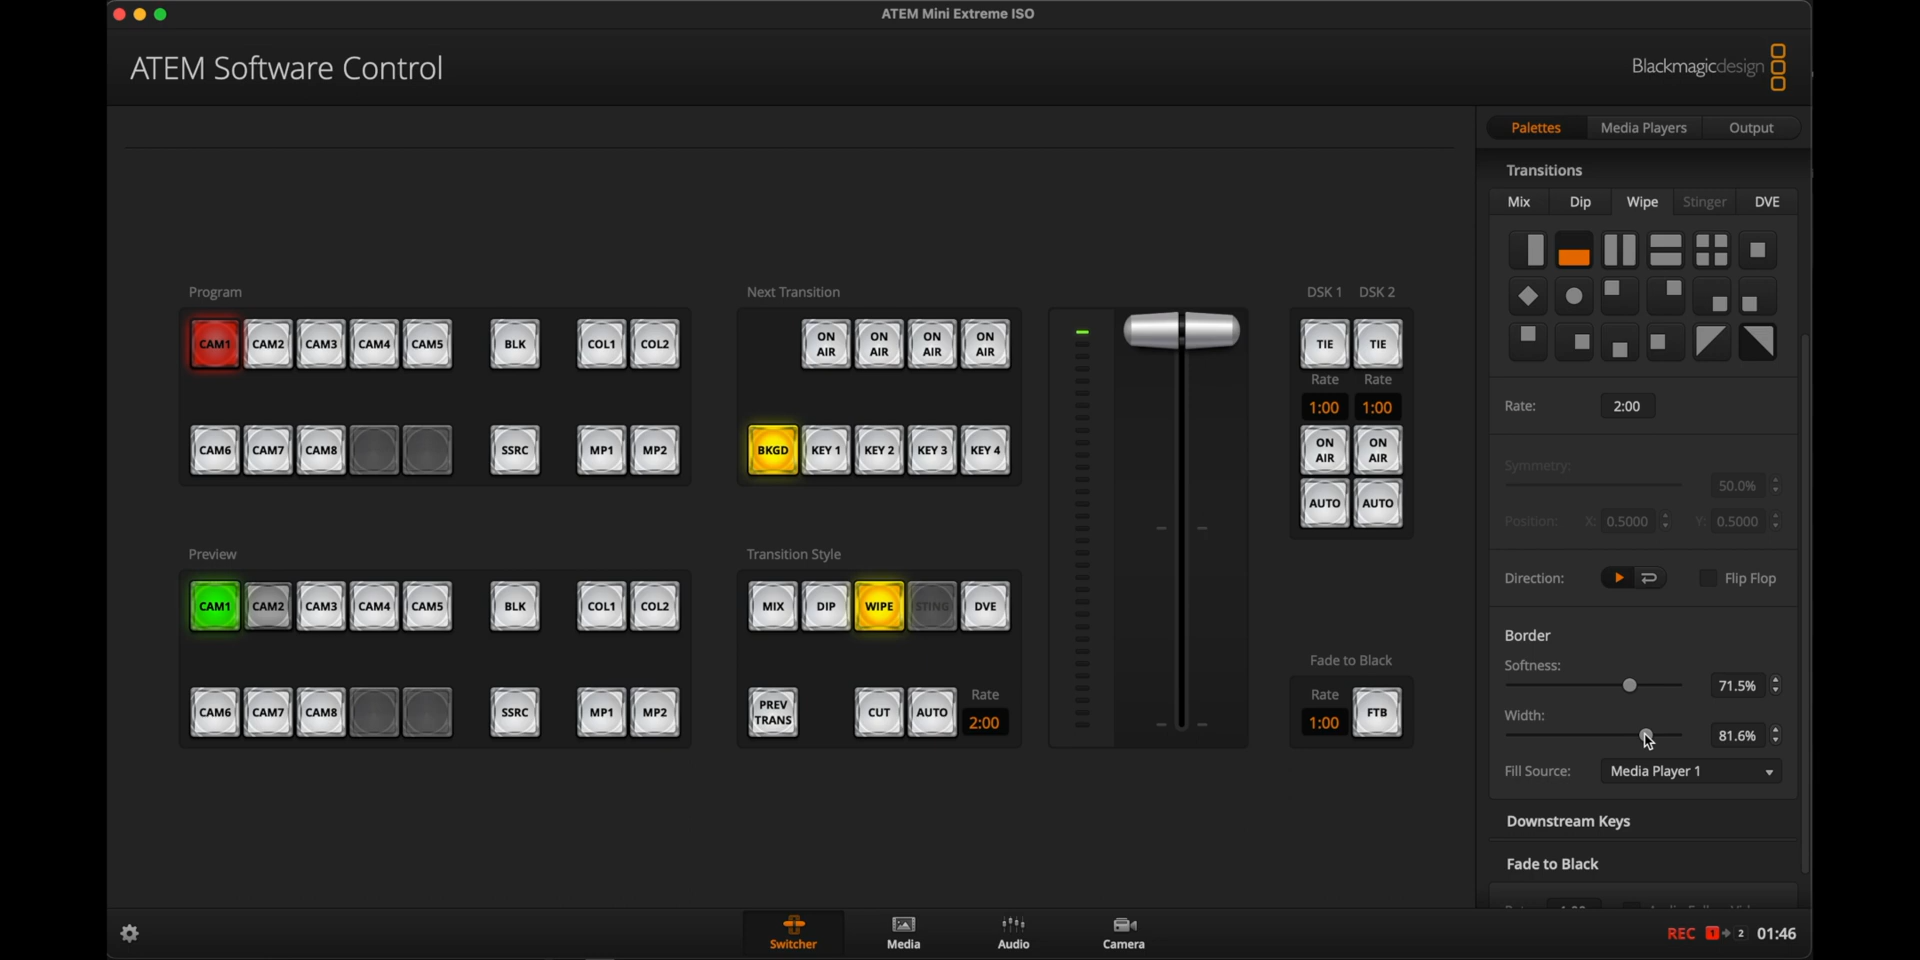 ATEM Mini Extreme ISO
ATEM Software Control
Blackmagicdesign
Palettes Media Players Output
Transitions
Mix Dip Wipe Stinger DVE
Rate: 2:00
Symmetry:
50.0%
Position: X: 0.5000 Y: 0.5000
Direction: Flip Flop
Border
Softness:
71.5%
Width:
81.6%
Fill Source: Media Player 1
Downstream Keys
Fade to Black
Program
CAM1 CAM2 CAM3 CAM4 CAM5 BLK COL1 COL2
CAM6 CAM7 CAM8 SSRC MP1 MP2
Next Transition
ON AIR ON AIR ON AIR ON AIR
BKGD KEY 1 KEY 2 KEY 3 KEY 4
DSK 1 DSK 2
TIE TIE
Rate Rate
1:00 1:00
ON AIR ON AIR
AUTO AUTO
Preview
CAM1 CAM2 CAM3 CAM4 CAM5 BLK COL1 COL2
CAM6 CAM7 CAM8 SSRC MP1 MP2
Transition Style
MIX DIP WIPE STING DVE
PREV TRANS CUT AUTO
Rate
2:00
Fade to Black
Rate
1:00 FTB
Switcher Media Audio Camera
REC 1 2 01:46